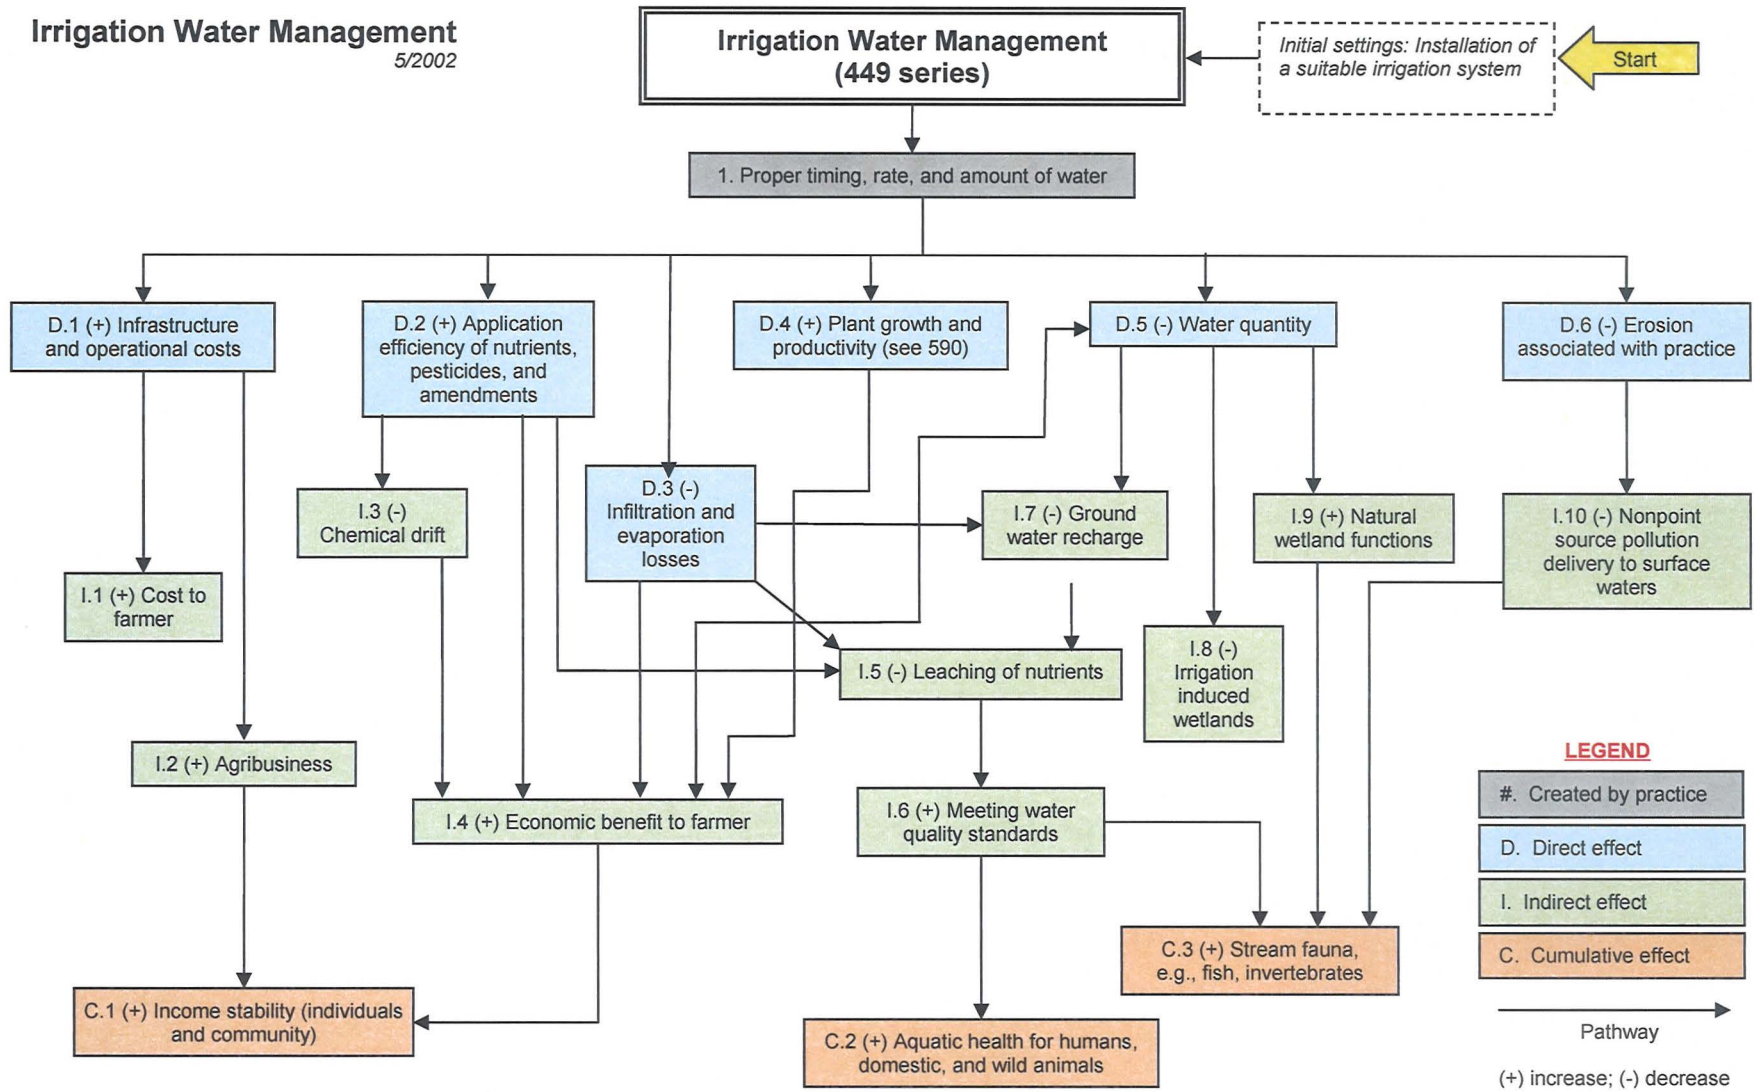 Irrigation Water Management
5/2002
Irrigation Water Management
(449 series)
Initial settings: Installation of
a suitable irrigation system
Start
1. Proper timing, rate, and amount of water
D.1 (+) Infrastructure
and operational costs
D.2 (+) Application
efficiency of nutrients,
pesticides, and
amendments
D.4 (+) Plant growth and
productivity (see 590)
D.5 (-) Water quantity
D.6 (-) Erosion
associated with practice
I.3 (-)
Chemical drift
D.3 (-)
Infiltration and
evaporation
losses
I.7 (-) Ground
water recharge
I.9 (+) Natural
wetland functions
I.10 (-) Nonpoint
source pollution
delivery to surface
waters
I.1 (+) Cost to
farmer
I.8 (-)
Irrigation
induced
wetlands
I.5 (-) Leaching of nutrients
I.2 (+) Agribusiness
I.4 (+) Economic benefit to farmer
I.6 (+) Meeting water
quality standards
C.3 (+) Stream fauna,
e.g., fish, invertebrates
C.1 (+) Income stability (individuals
and community)
C.2 (+) Aquatic health for humans,
domestic, and wild animals
LEGEND
#. Created by practice
D. Direct effect
I. Indirect effect
C. Cumulative effect
Pathway
(+) increase; (-) decrease